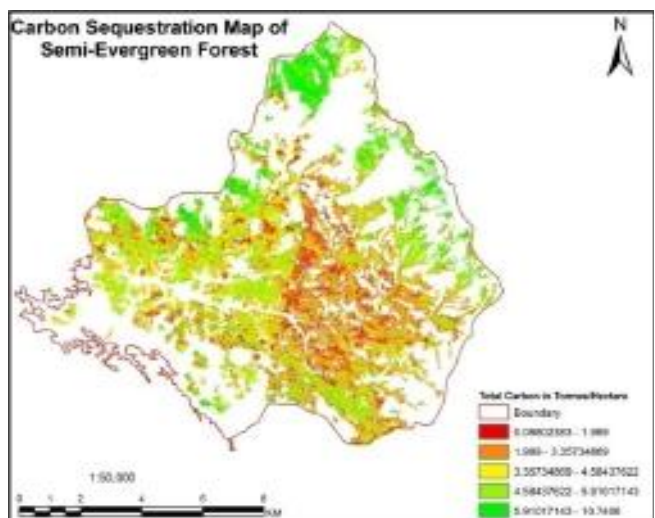 Carbon Sequestration Map of
Semi-Evergreen Forest
N
Total Carbon in Tonnes/Hectare
Boundary
0.08802383 - 1.989
1.989 - 3.35734869
3.35734869 - 4.58437622
4.58437622 - 5.91017143
5.91017143 - 10.7408
1:50,000
0 1 2 4 6 8
KM